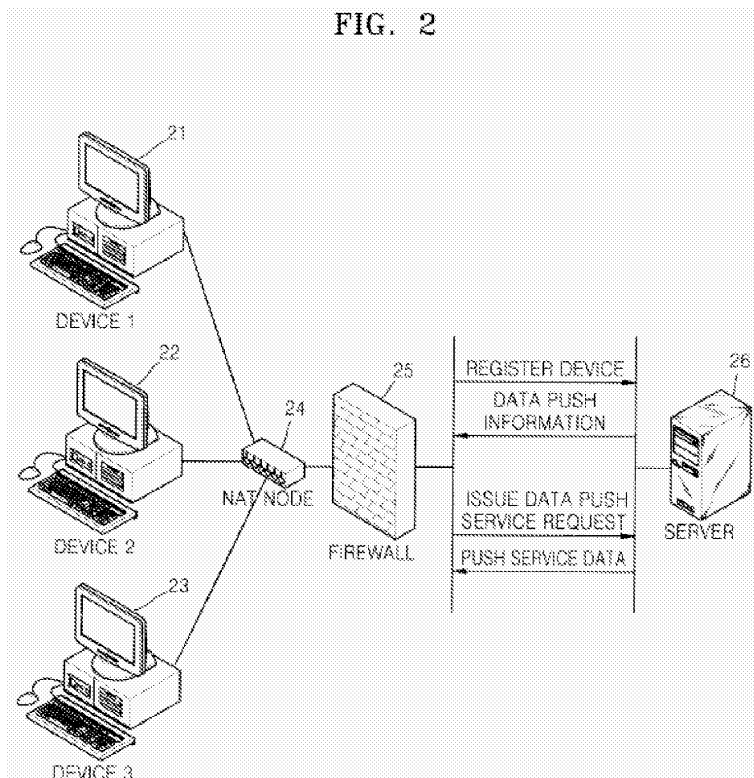 FIG. 2
21
DEVICE 1
22
DEVICE 2
23
DEVICE 3
24
NAT NODE
25
FIREWALL
REGISTER DEVICE
DATA PUSH
INFORMATION
ISSUE DATA PUSH
SERVICE REQUEST
PUSH SERVICE DATA
26
SERVER